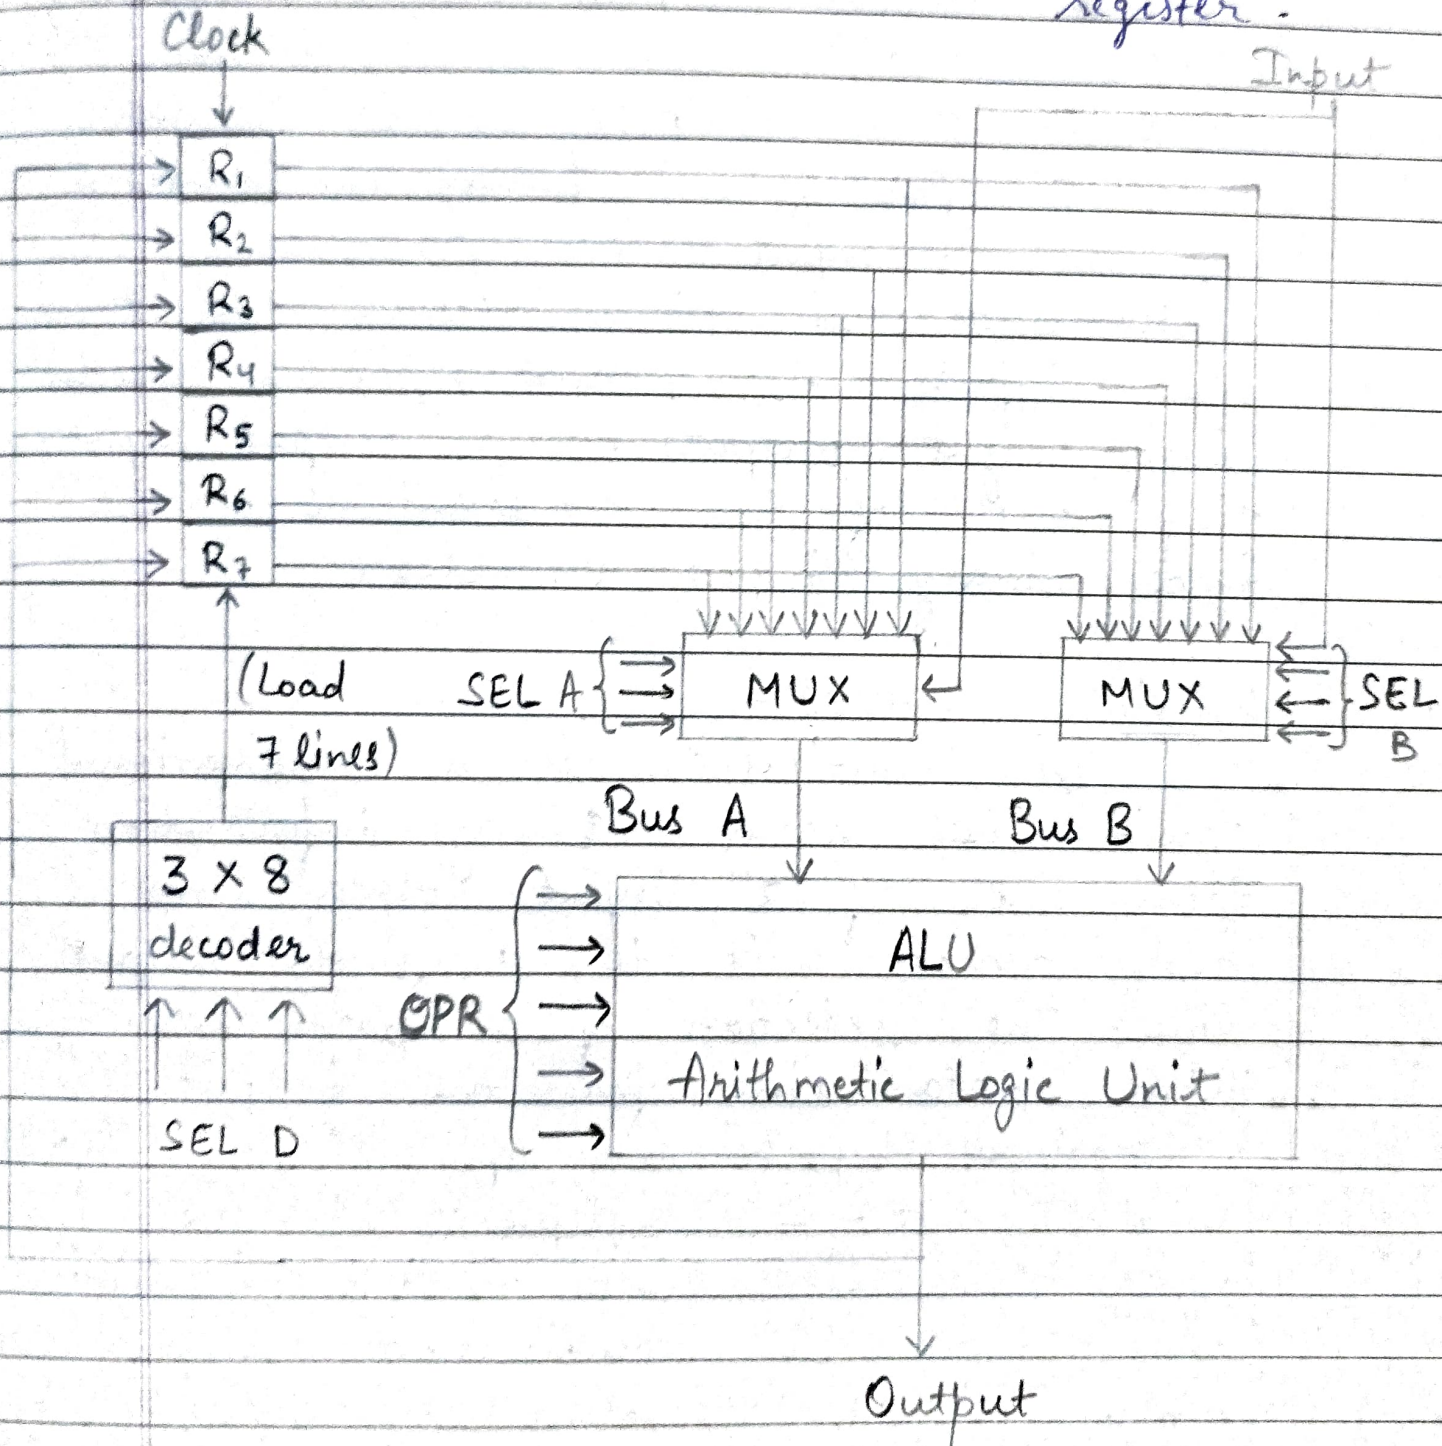 register.
Clock
Input
R1
R2
R3
R4
R5
R6
R7
(Load
7 lines)
SEL A
MUX
MUX
SEL
B
Bus A
Bus B
3 X 8
decoder
OPR
ALU
Arithmetic Logic Unit
SEL D
Output